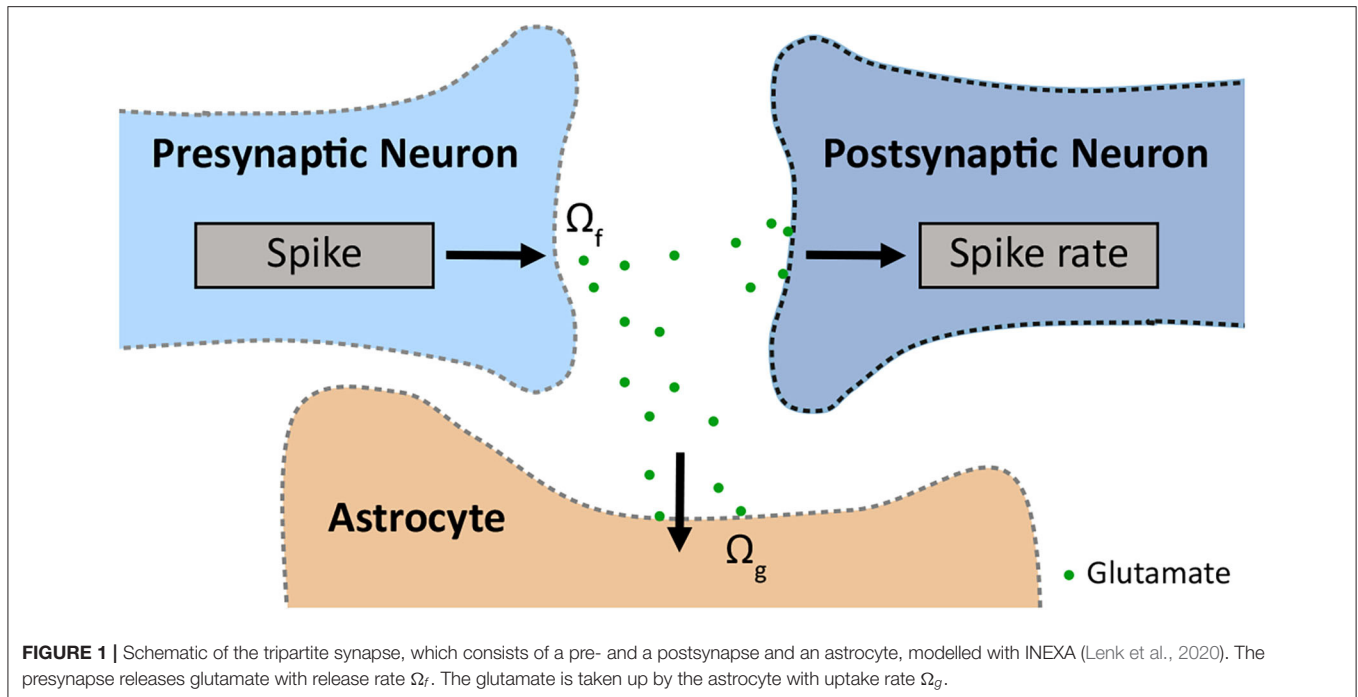 Presynaptic Neuron
Postsynaptic Neuron
Ωf
Spike
Spike rate
Astrocyte
Ωg
Glutamate
FIGURE 1 | Schematic of the tripartite synapse, which consists of a pre- and a postsynapse and an astrocyte, modelled with INEXA (Lenk et al., 2020). The
presynapse releases glutamate with release rate Ωf. The glutamate is taken up by the astrocyte with uptake rate Ωg.